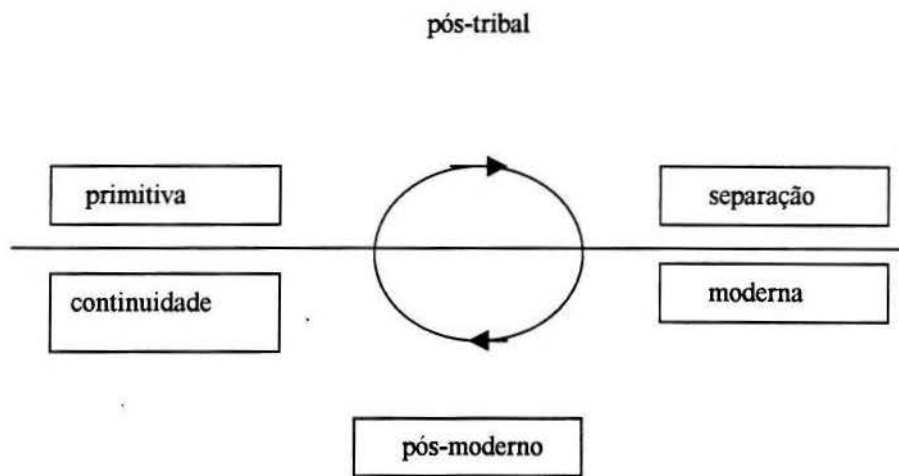 pós-tribal
primitiva
separação
continuidade
moderna
pós-moderno